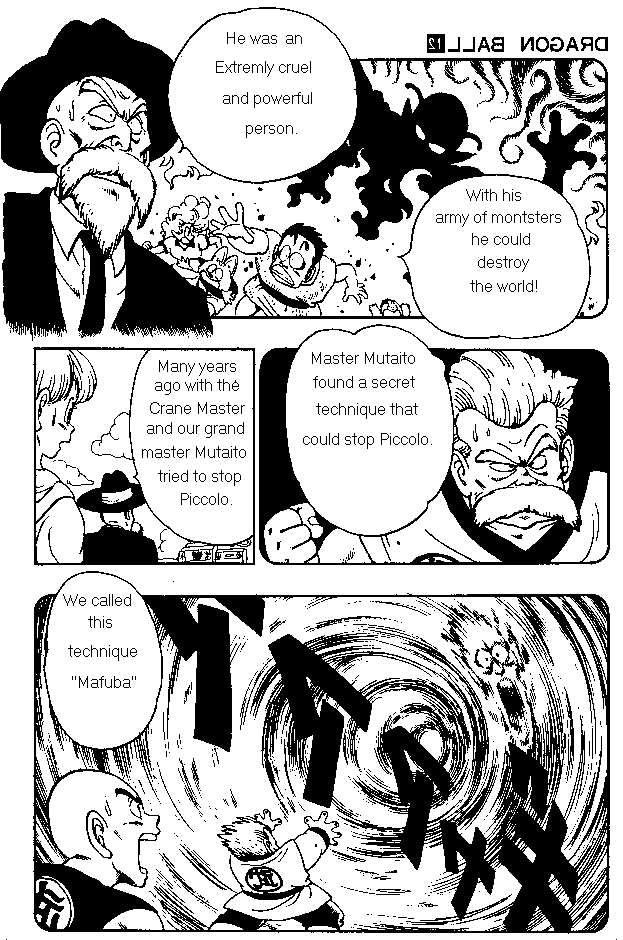 DRAGON BALL 12
He was an
Extremly cruel
and powerful
person.
With his
army of montsters
he could
destroy
the world!
Many years
ago with the
Crane Master
and our grand
master Mutaito
tried to stop
Piccolo.
Master Mutaito
found a secret
technique that
could stop Piccolo.
We called
this
technique
"Mafuba"